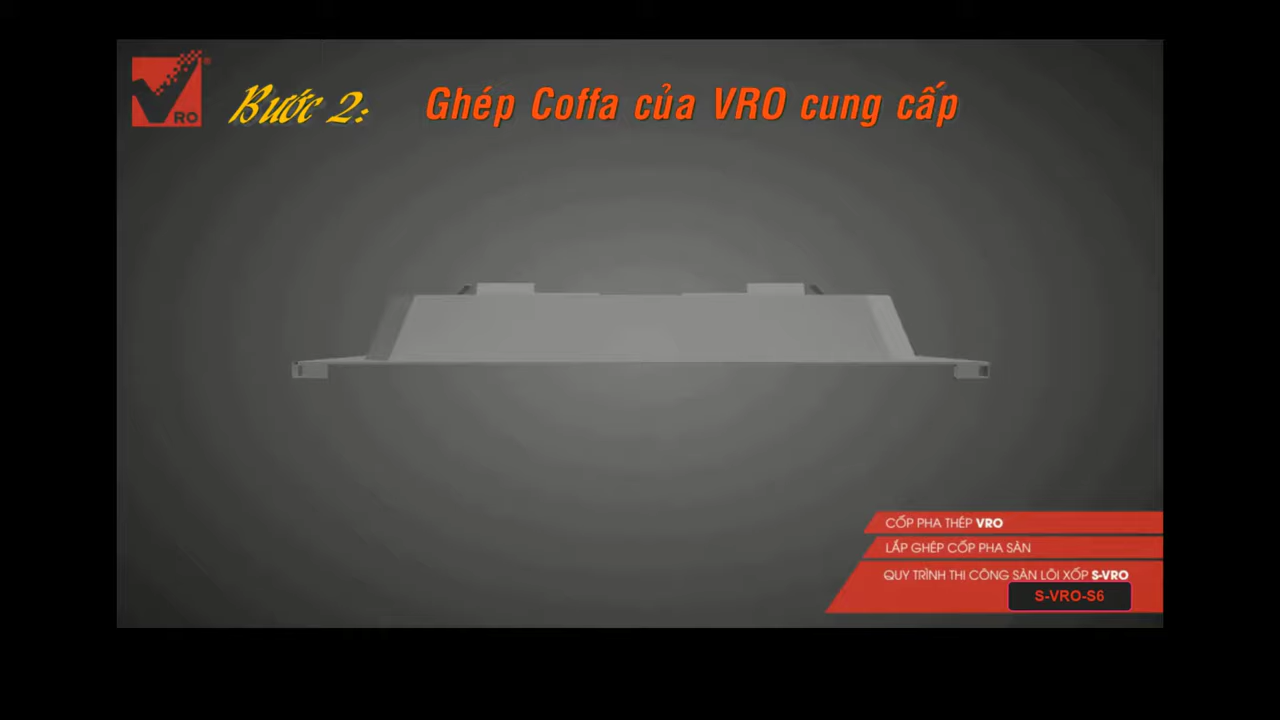 VRO
Bước 2: Ghép Coffa của VRO cung cấp
CỐP PHA THÉP VRO
LẮP GHÉP CỐP PHA SÀN
QUY TRÌNH THI CÔNG SÀN LÕI XỐP S-VRO
S-VRO-S6